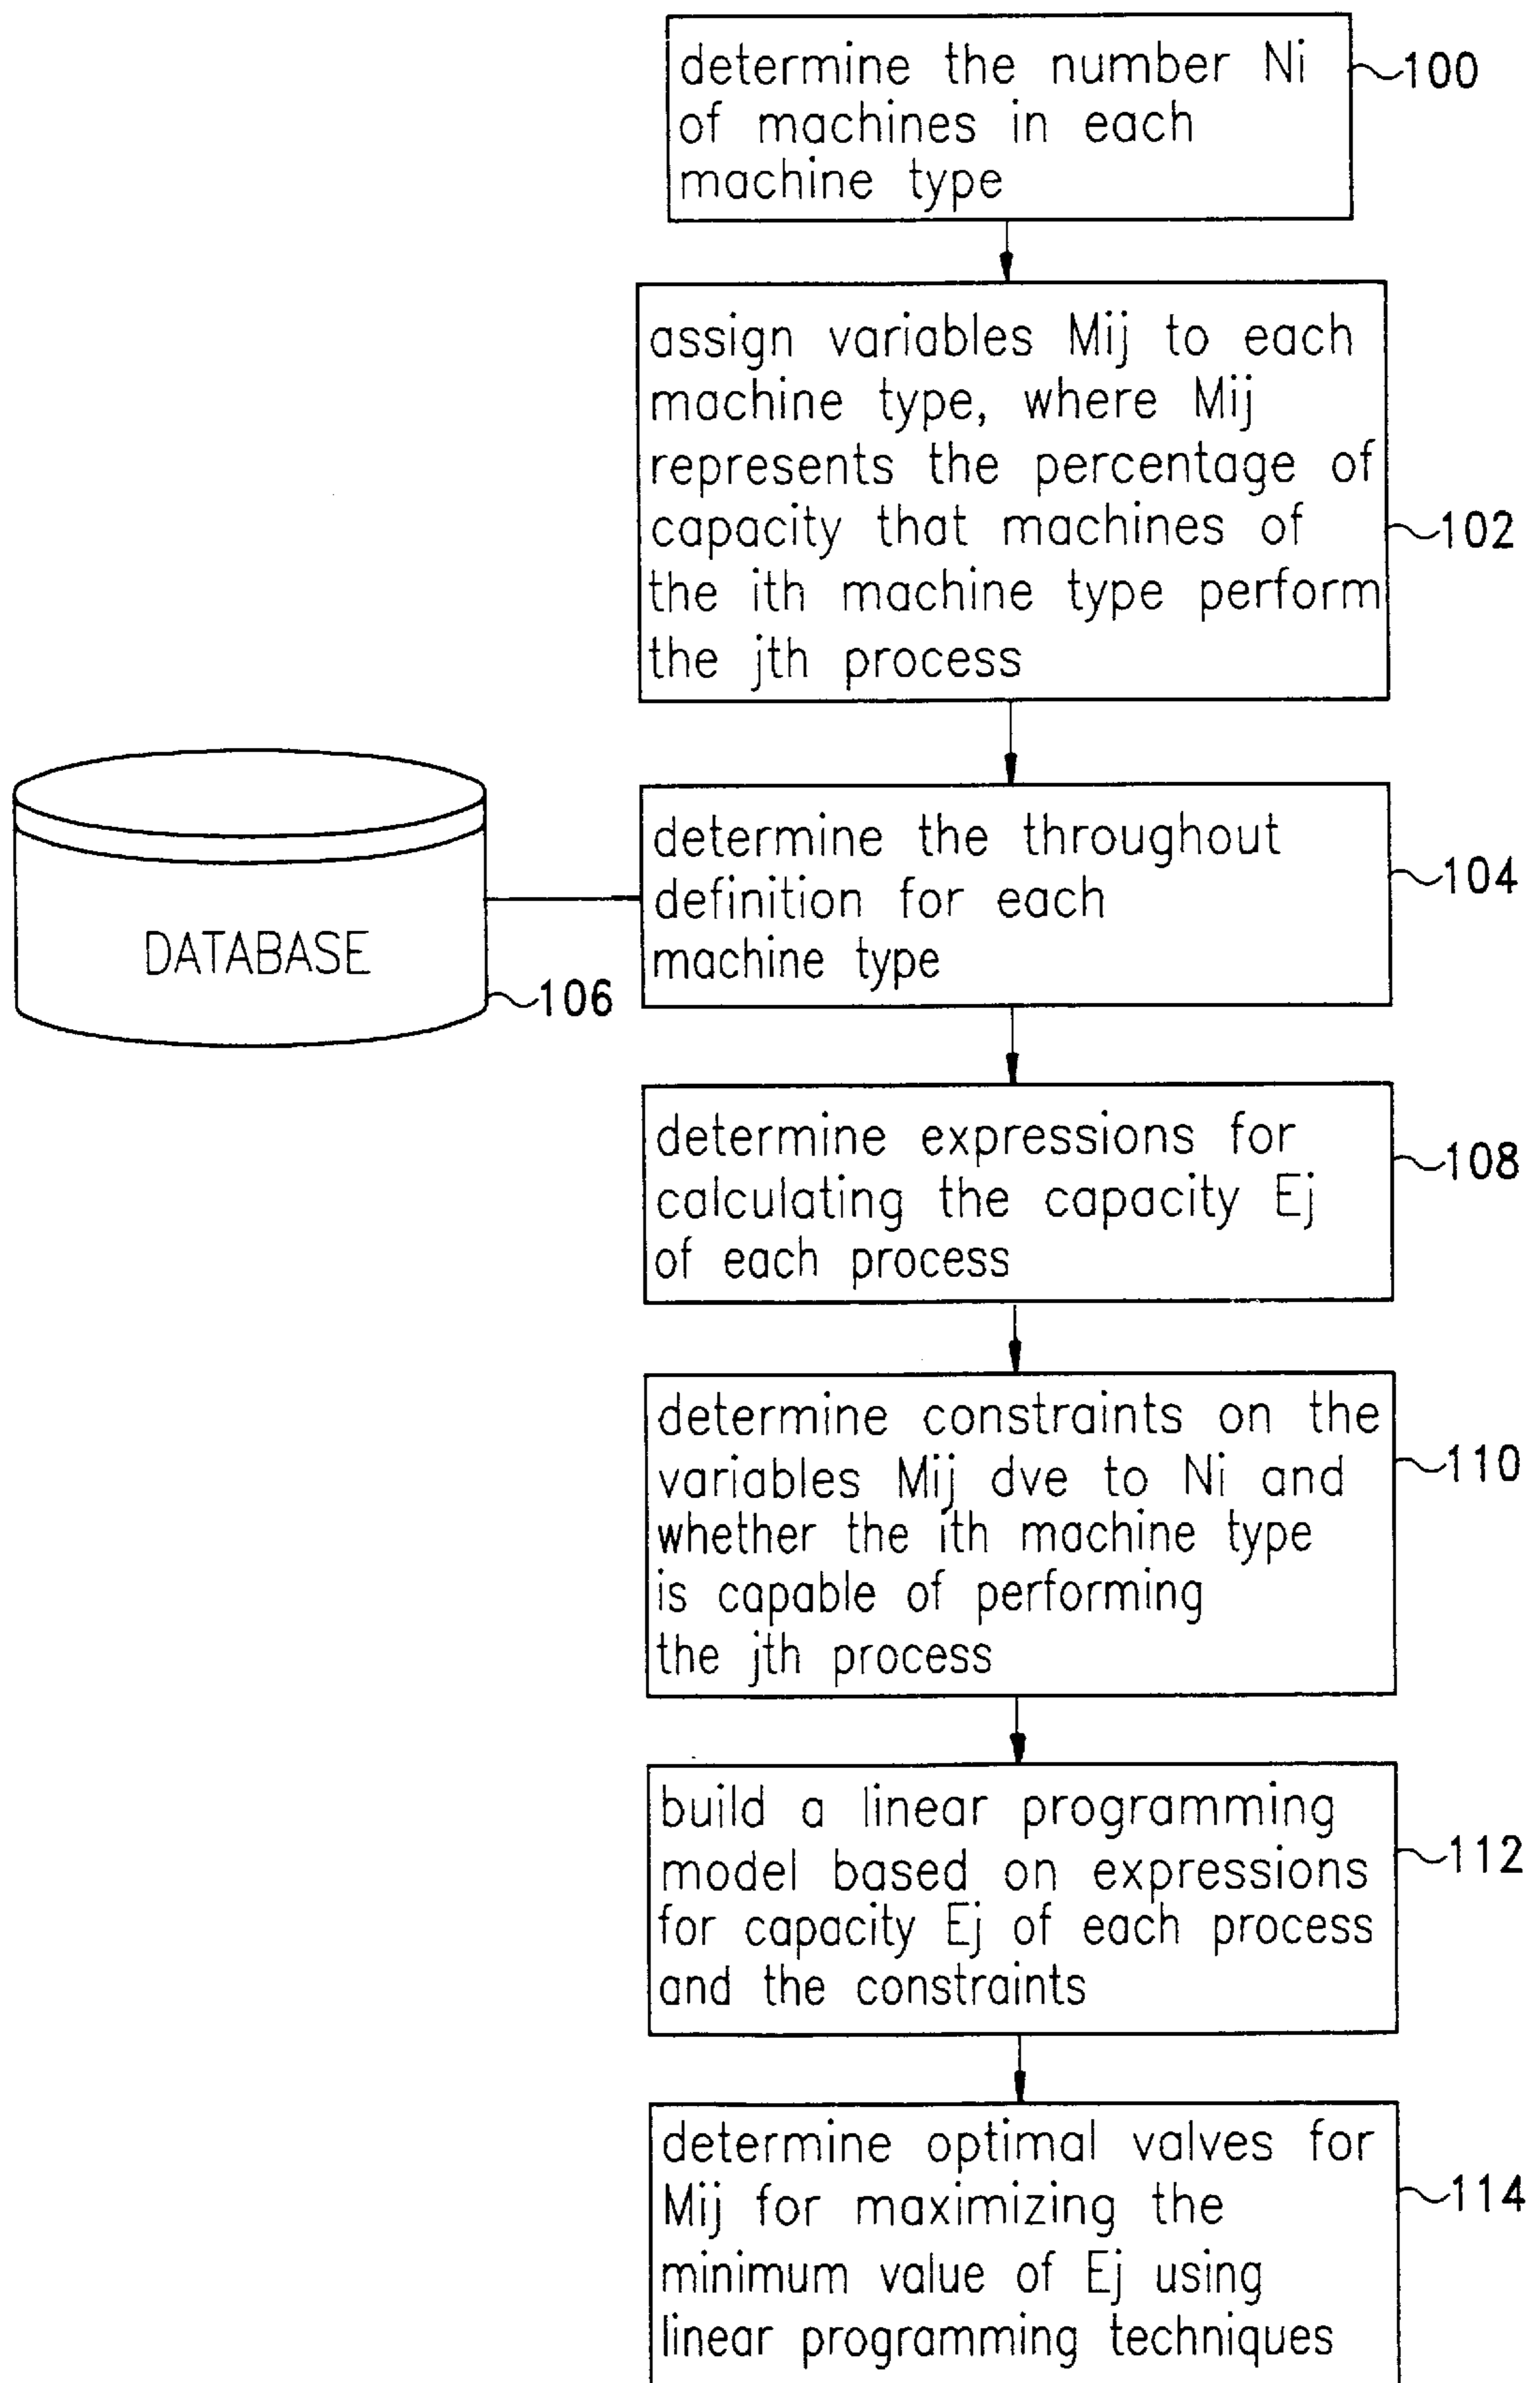 determine the number Ni
of machines in each
machine type
100
assign variables Mij to each
machine type, where Mij
represents the percentage of
capacity that machines of
the ith machine type perform
the jth process
102
determine the throughout
definition for each
machine type
104
DATABASE
106
determine expressions for
calculating the capacity Ej
of each process
108
determine constraints on the
variables Mij dve to Ni and
whether the ith machine type
is capable of performing
the jth process
110
build a linear programming
model based on expressions
for capacity Ej of each process
and the constraints
112
determine optimal valves for
Mij for maximizing the
minimum value of Ej using
linear programming techniques
114